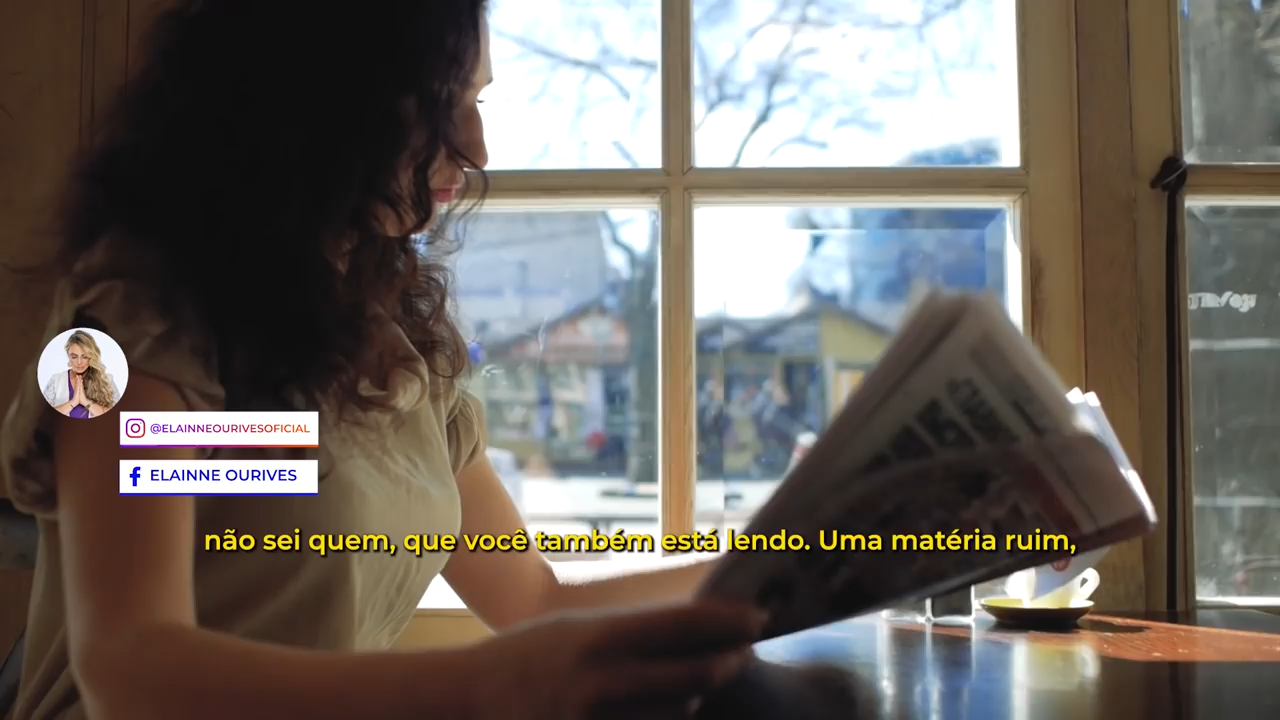 @ELAINNEOURIVESOFICIAL
ELAINNE OURIVES
não sei quem, que você também está lendo. Uma matéria ruim,